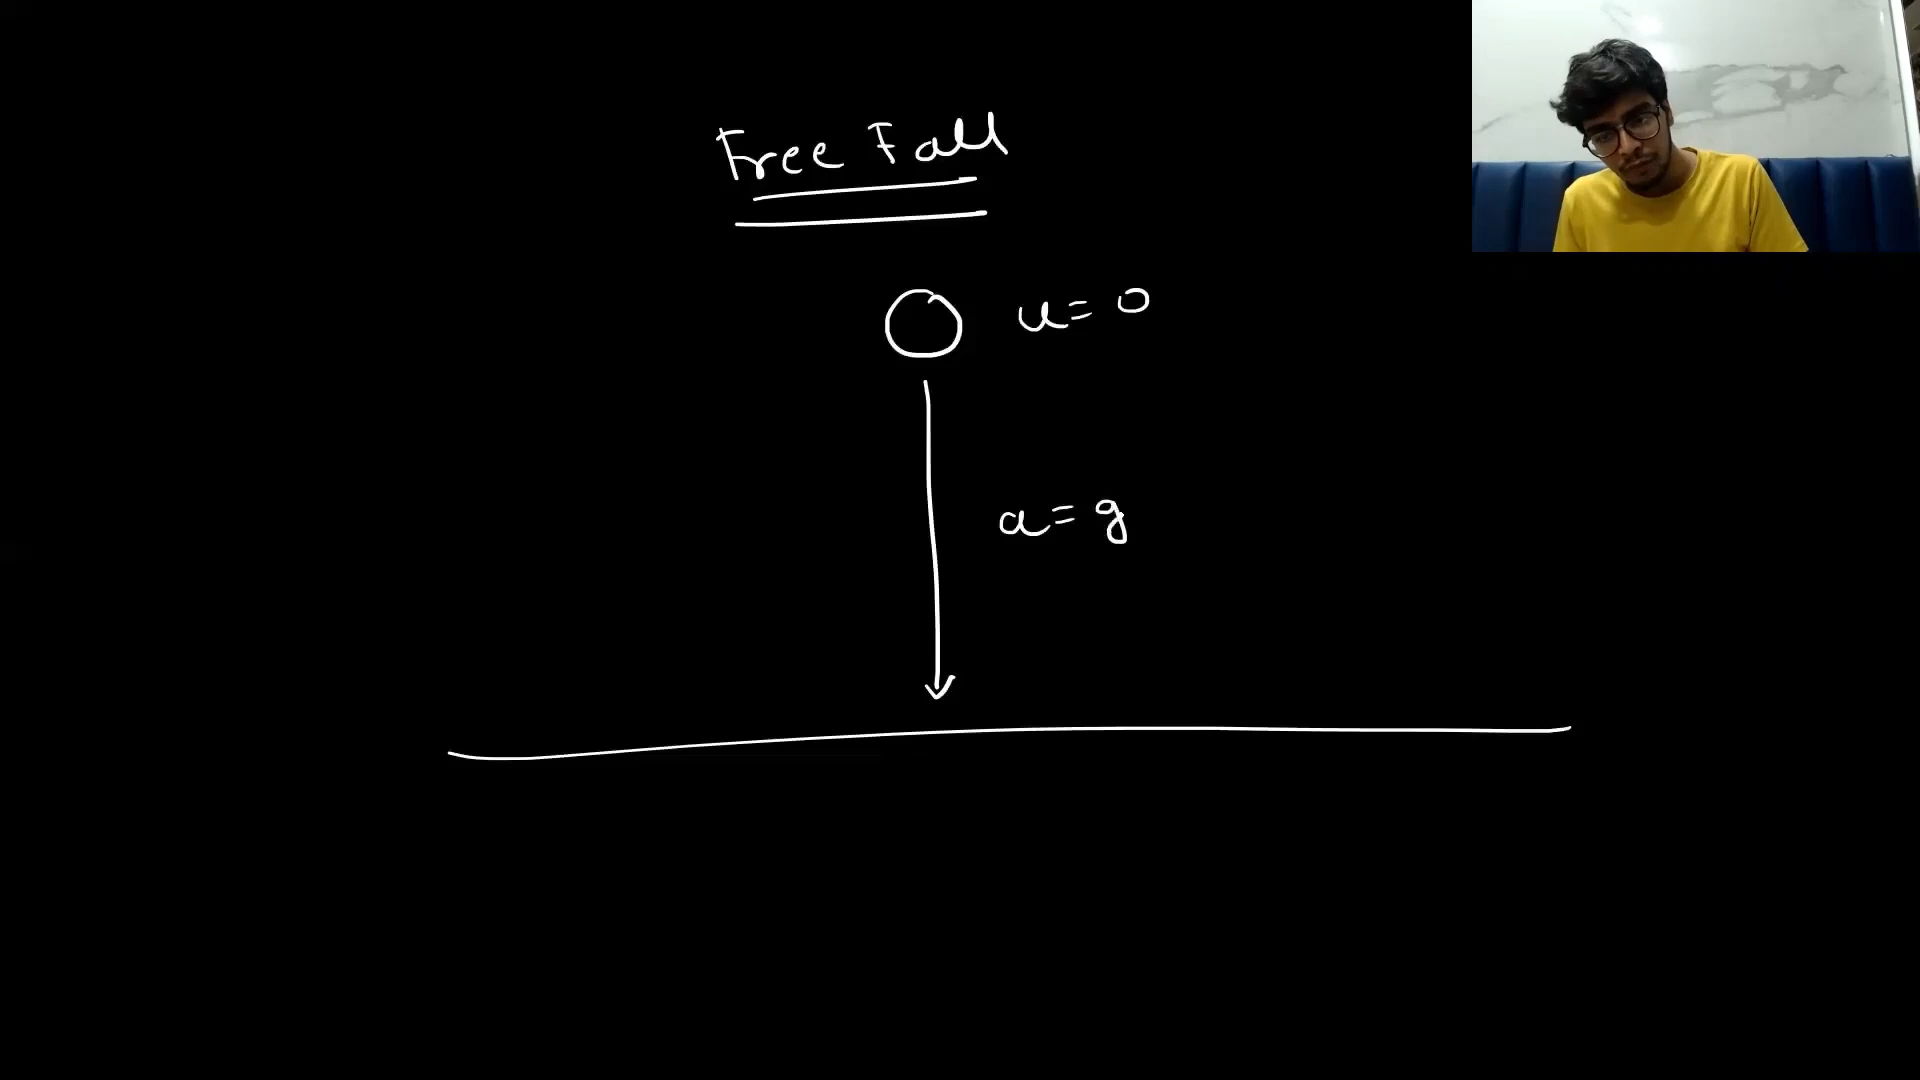 Free Fall
u = 0
a = g